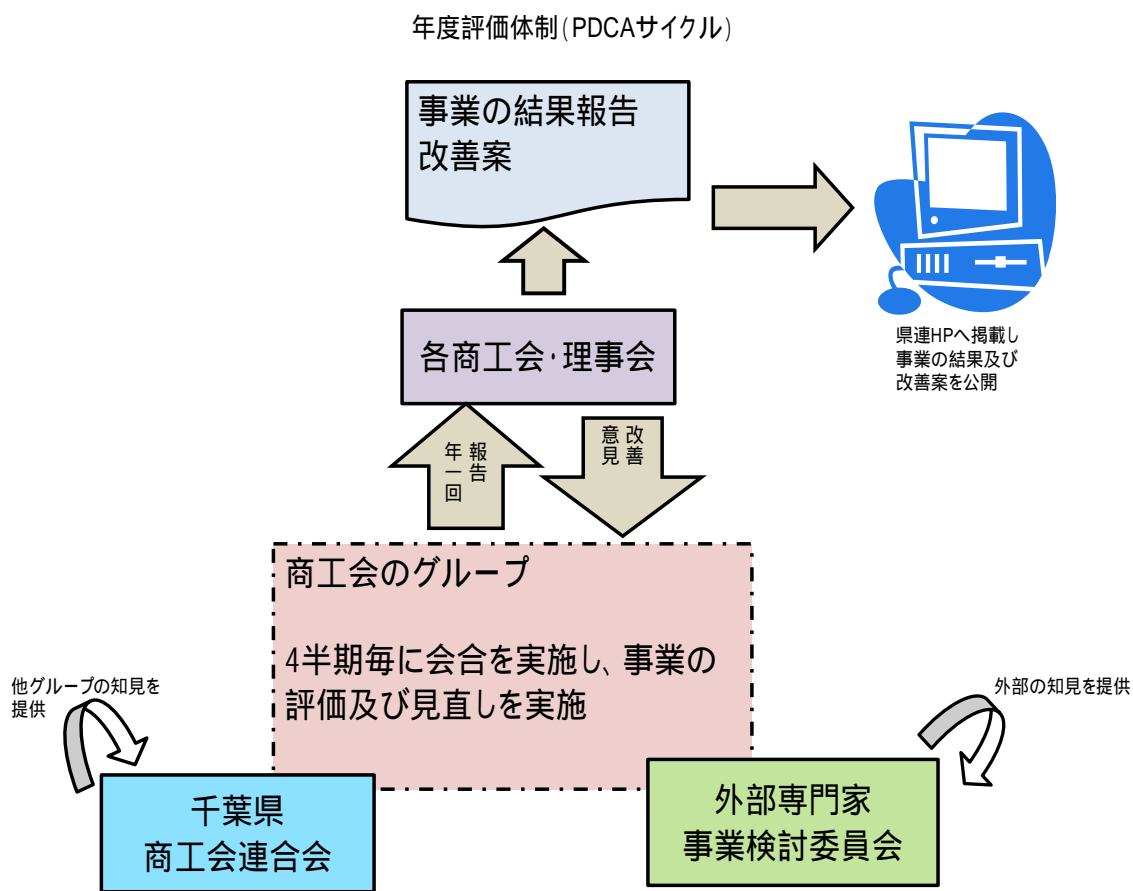 年度評価体制(PDCAサイクル)
事業の結果報告
改善案
県連HPへ掲載し
事業の結果及び
改善案を公開
各商工会・理事会
報告
年一回
改善
意見
商工会のグループ
4半期毎に会合を実施し、事業の
評価及び見直しを実施
他グループの知見を
提供
外部の知見を提供
千葉県
商工会連合会
外部専門家
事業検討委員会